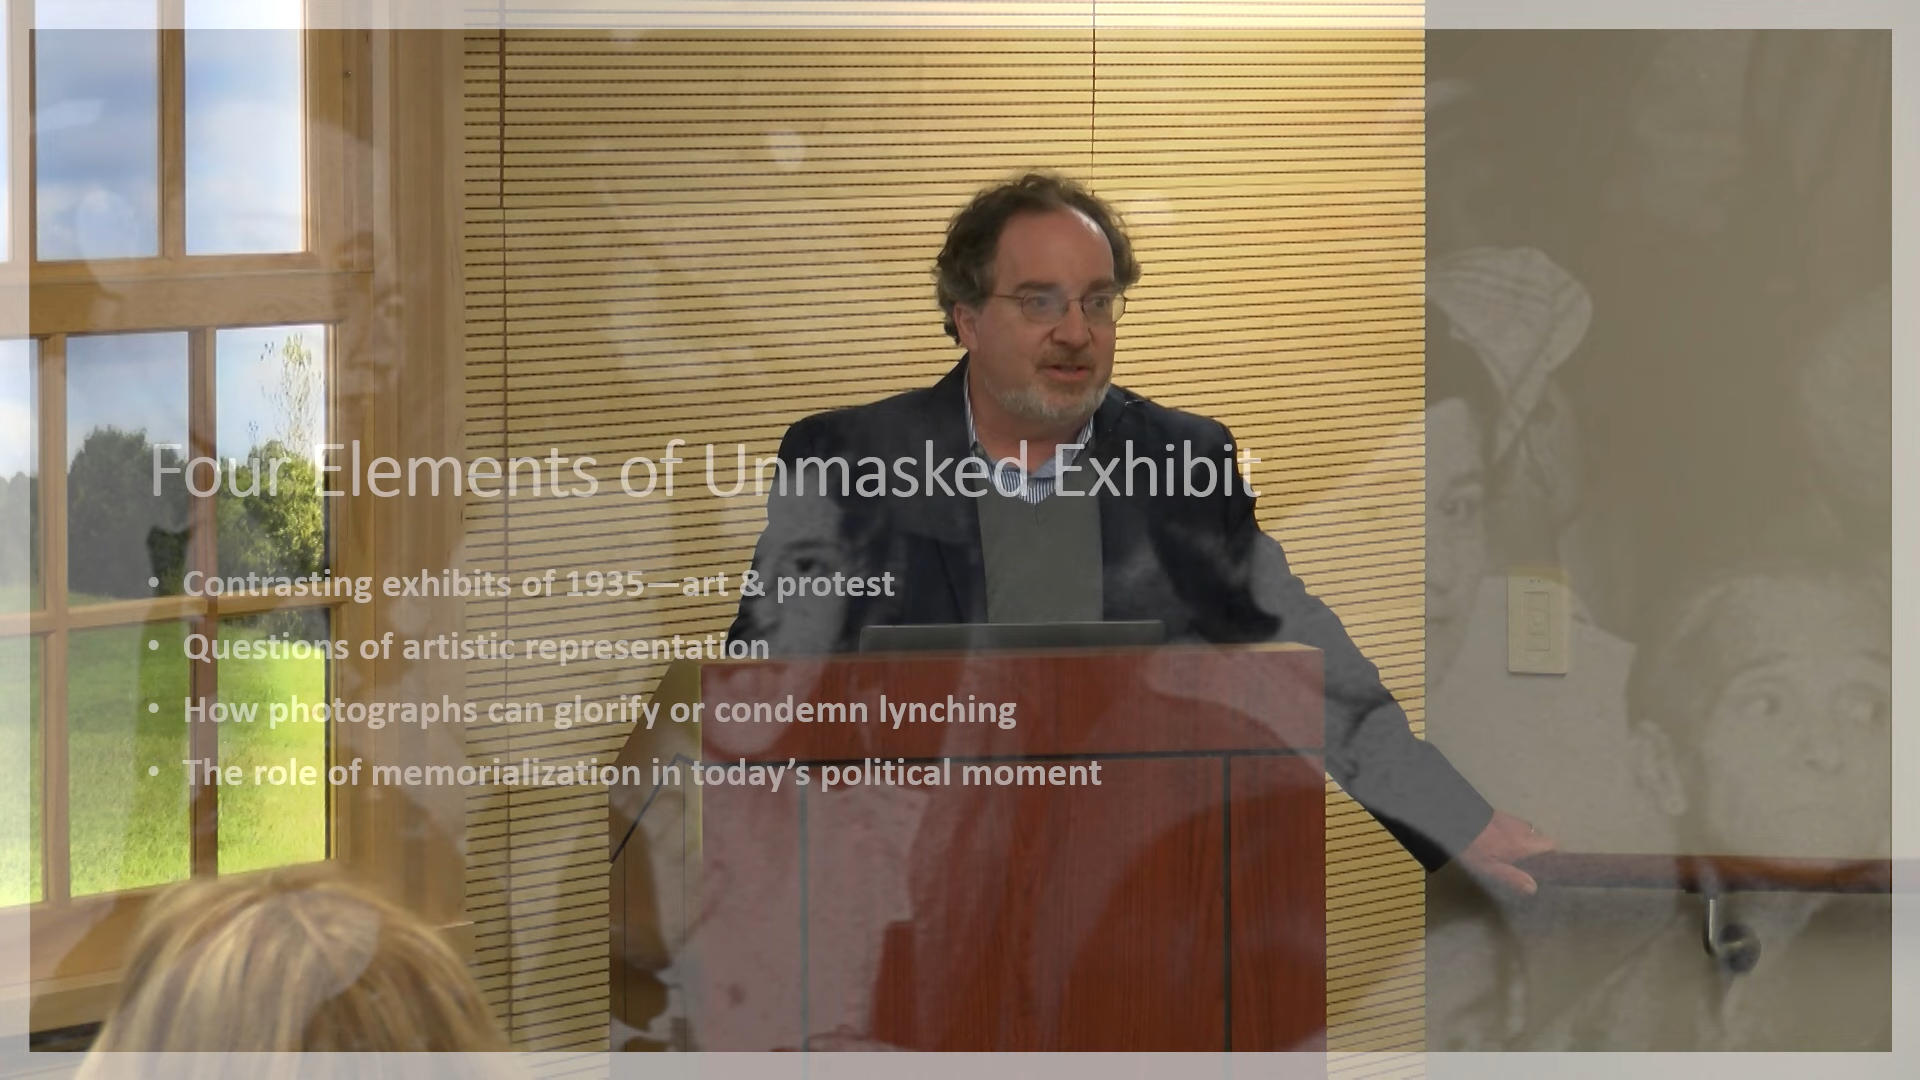 Four Elements of Unmasked Exhibit
• Contrasting exhibits of 1935—art & protest
• Questions of artistic representation
• How photographs can glorify or condemn lynching
• The role of memorialization in today’s political moment